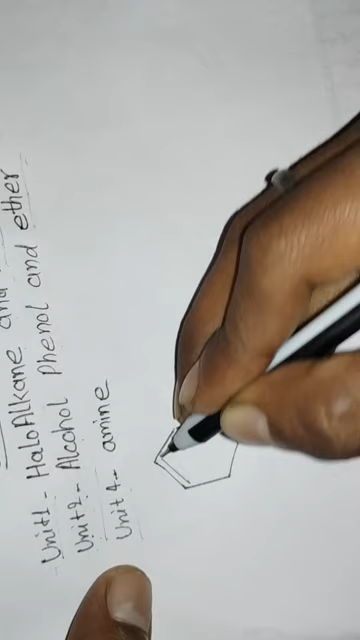 Unit1- HaloAlkane and
Unit2- Alcohol Phenol and ether
Unit4- amine